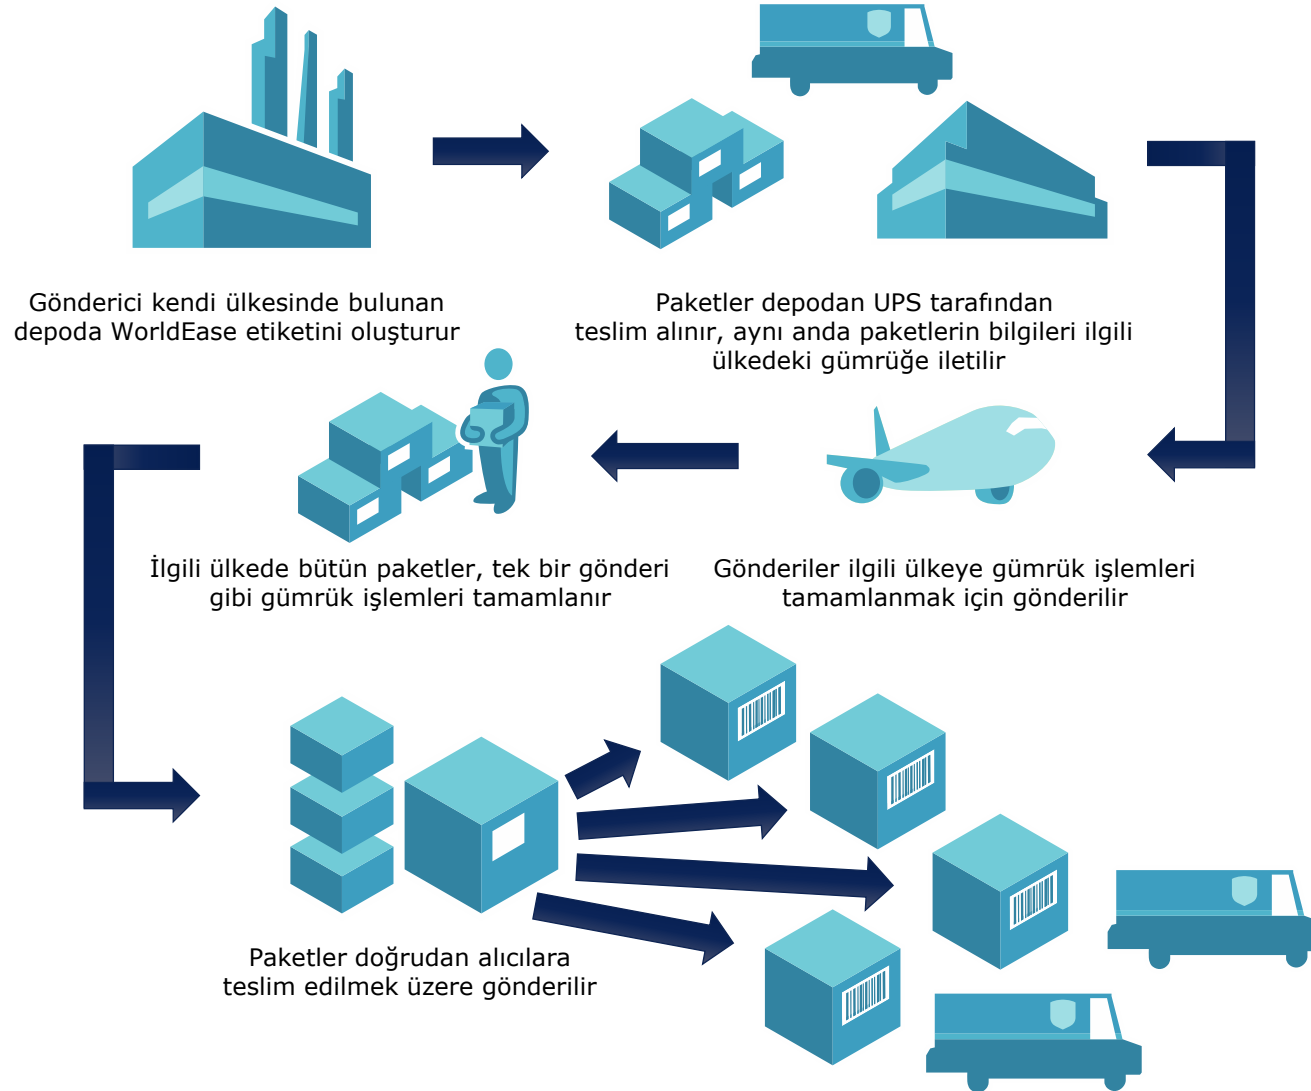 Gönderici kendi ülkesinde bulunan
depoda WorldEase etiketini oluşturur
Paketler depodan UPS tarafından
teslim alınır, aynı anda paketlerin bilgileri ilgili
ülkedeki gümrüğe iletilir
Gönderiler ilgili ülkeye gümrük işlemleri
tamamlanmak için gönderilir
İlgili ülkede bütün paketler, tek bir gönderi
gibi gümrük işlemleri tamamlanır
Paketler doğrudan alıcılara
teslim edilmek üzere gönderilir